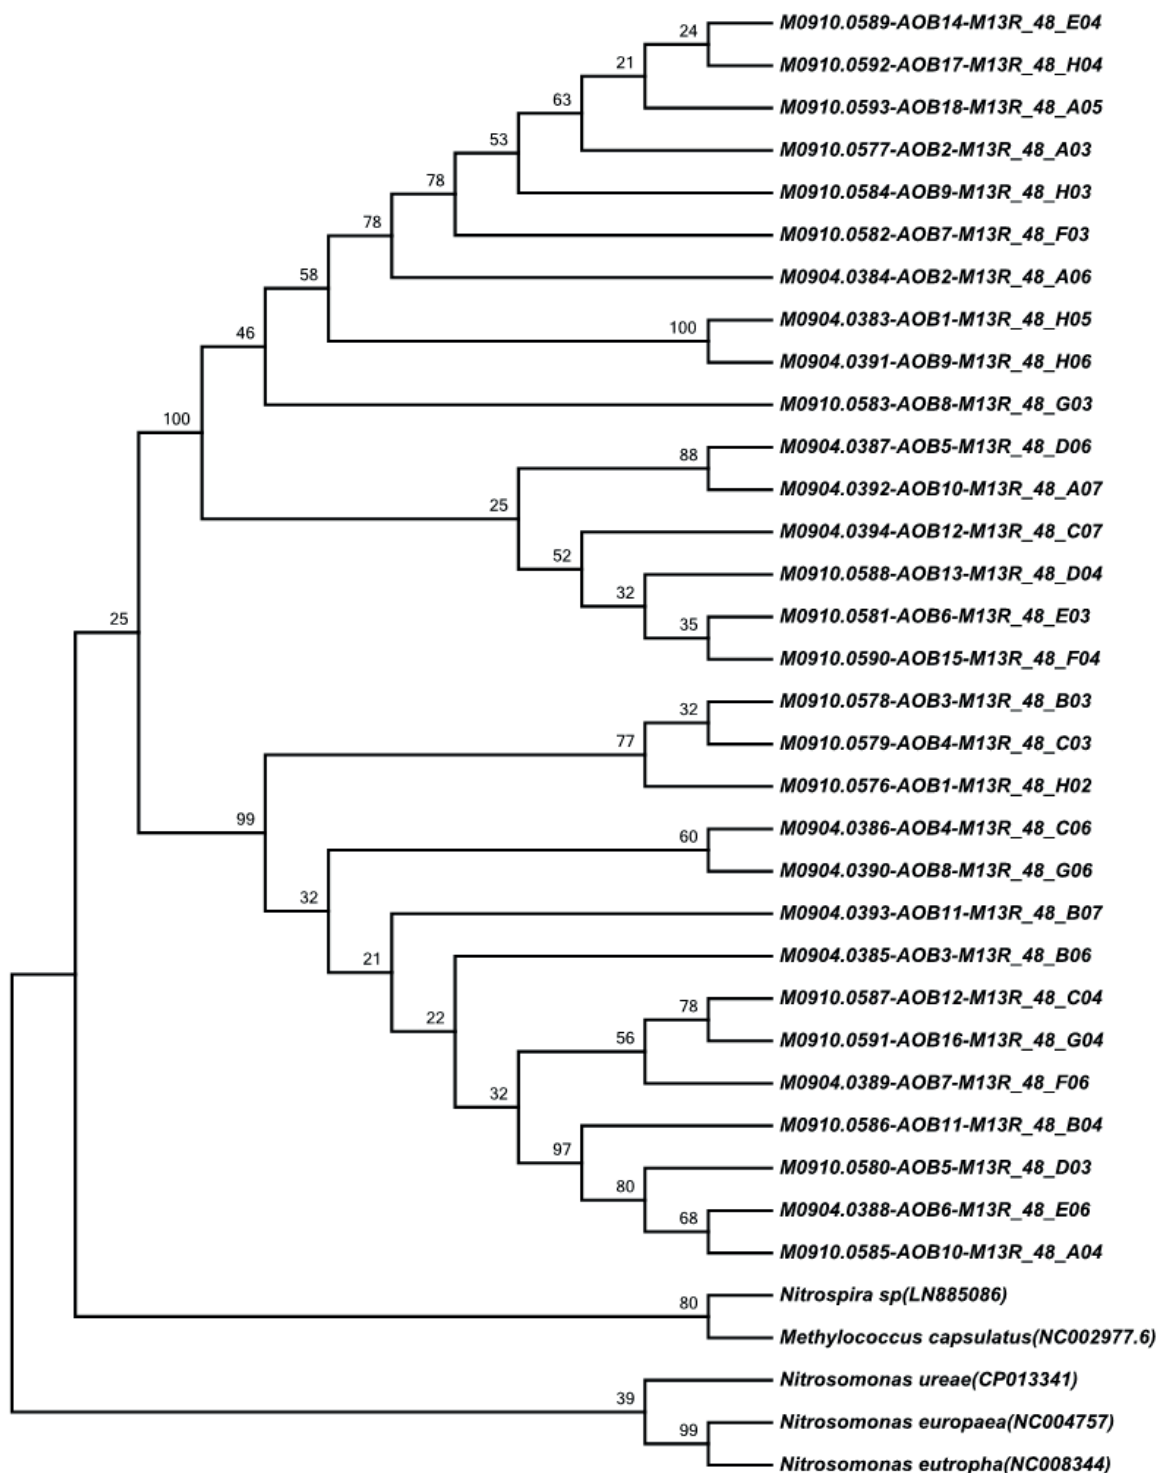 24
M0910.0589-AOB14-M13R_48_E04
M0910.0592-AOB17-M13R_48_H04
21
M0910.0593-AOB18-M13R_48_A05
63
M0910.0577-AOB2-M13R_48_A03
53
M0910.0584-AOB9-M13R_48_H03
78
M0910.0582-AOB7-M13R_48_F03
78
M0904.0384-AOB2-M13R_48_A06
58
100
M0904.0383-AOB1-M13R_48_H05
M0904.0391-AOB9-M13R_48_H06
46
M0910.0583-AOB8-M13R_48_G03
100
88
M0904.0387-AOB5-M13R_48_D06
M0904.0392-AOB10-M13R_48_A07
25
M0904.0394-AOB12-M13R_48_C07
52
M0910.0588-AOB13-M13R_48_D04
32
M0910.0581-AOB6-M13R_48_E03
35
M0910.0590-AOB15-M13R_48_F04
25
32
M0910.0578-AOB3-M13R_48_B03
M0910.0579-AOB4-M13R_48_C03
77
M0910.0576-AOB1-M13R_48_H02
99
60
M0904.0386-AOB4-M13R_48_C06
M0904.0390-AOB8-M13R_48_G06
32
M0904.0393-AOB11-M13R_48_B07
21
M0904.0385-AOB3-M13R_48_B06
22
78
M0910.0587-AOB12-M13R_48_C04
M0910.0591-AOB16-M13R_48_G04
56
M0904.0389-AOB7-M13R_48_F06
32
M0910.0586-AOB11-M13R_48_B04
97
M0910.0580-AOB5-M13R_48_D03
80
M0904.0388-AOB6-M13R_48_E06
68
M0910.0585-AOB10-M13R_48_A04
80
Nitrospira sp(LN885086)
Methylococcus capsulatus(NC002977.6)
39
Nitrosomonas ureae(CP013341)
99
Nitrosomonas europaea(NC004757)
Nitrosomonas eutropha(NC008344)